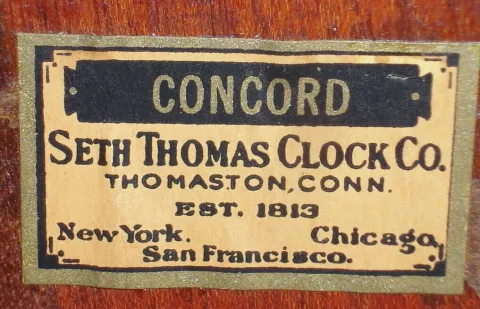 CONCORD
SETH THOMAS CLOCK CO.
THOMASTON, CONN.
EST. 1813
New York. Chicago,
San Francisco.